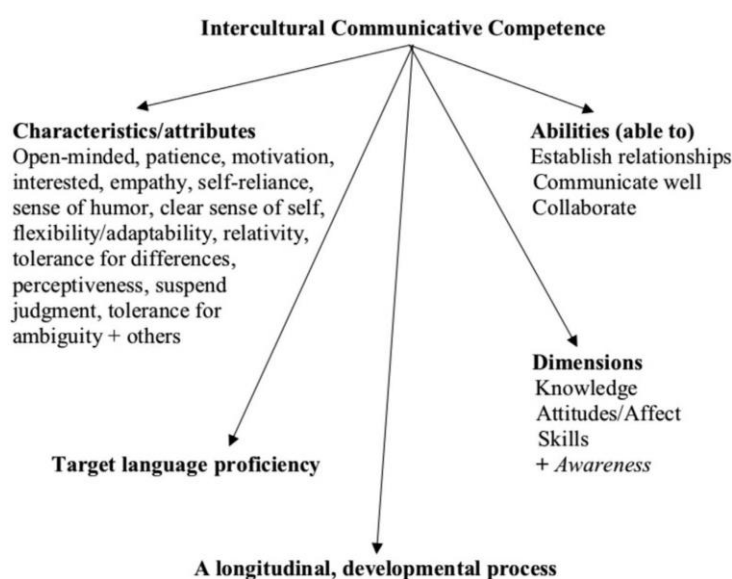 Intercultural Communicative Competence
Characteristics/attributes
Open-minded, patience, motivation,
interested, empathy, self-reliance,
sense of humor, clear sense of self,
flexibility/adaptability, relativity,
tolerance for differences,
perceptiveness, suspend
judgment, tolerance for
ambiguity + others
Abilities (able to)
Establish relationships
Communicate well
Collaborate
Dimensions
Knowledge
Attitudes/Affect
Skills
+ Awareness
Target language proficiency
A longitudinal, developmental process